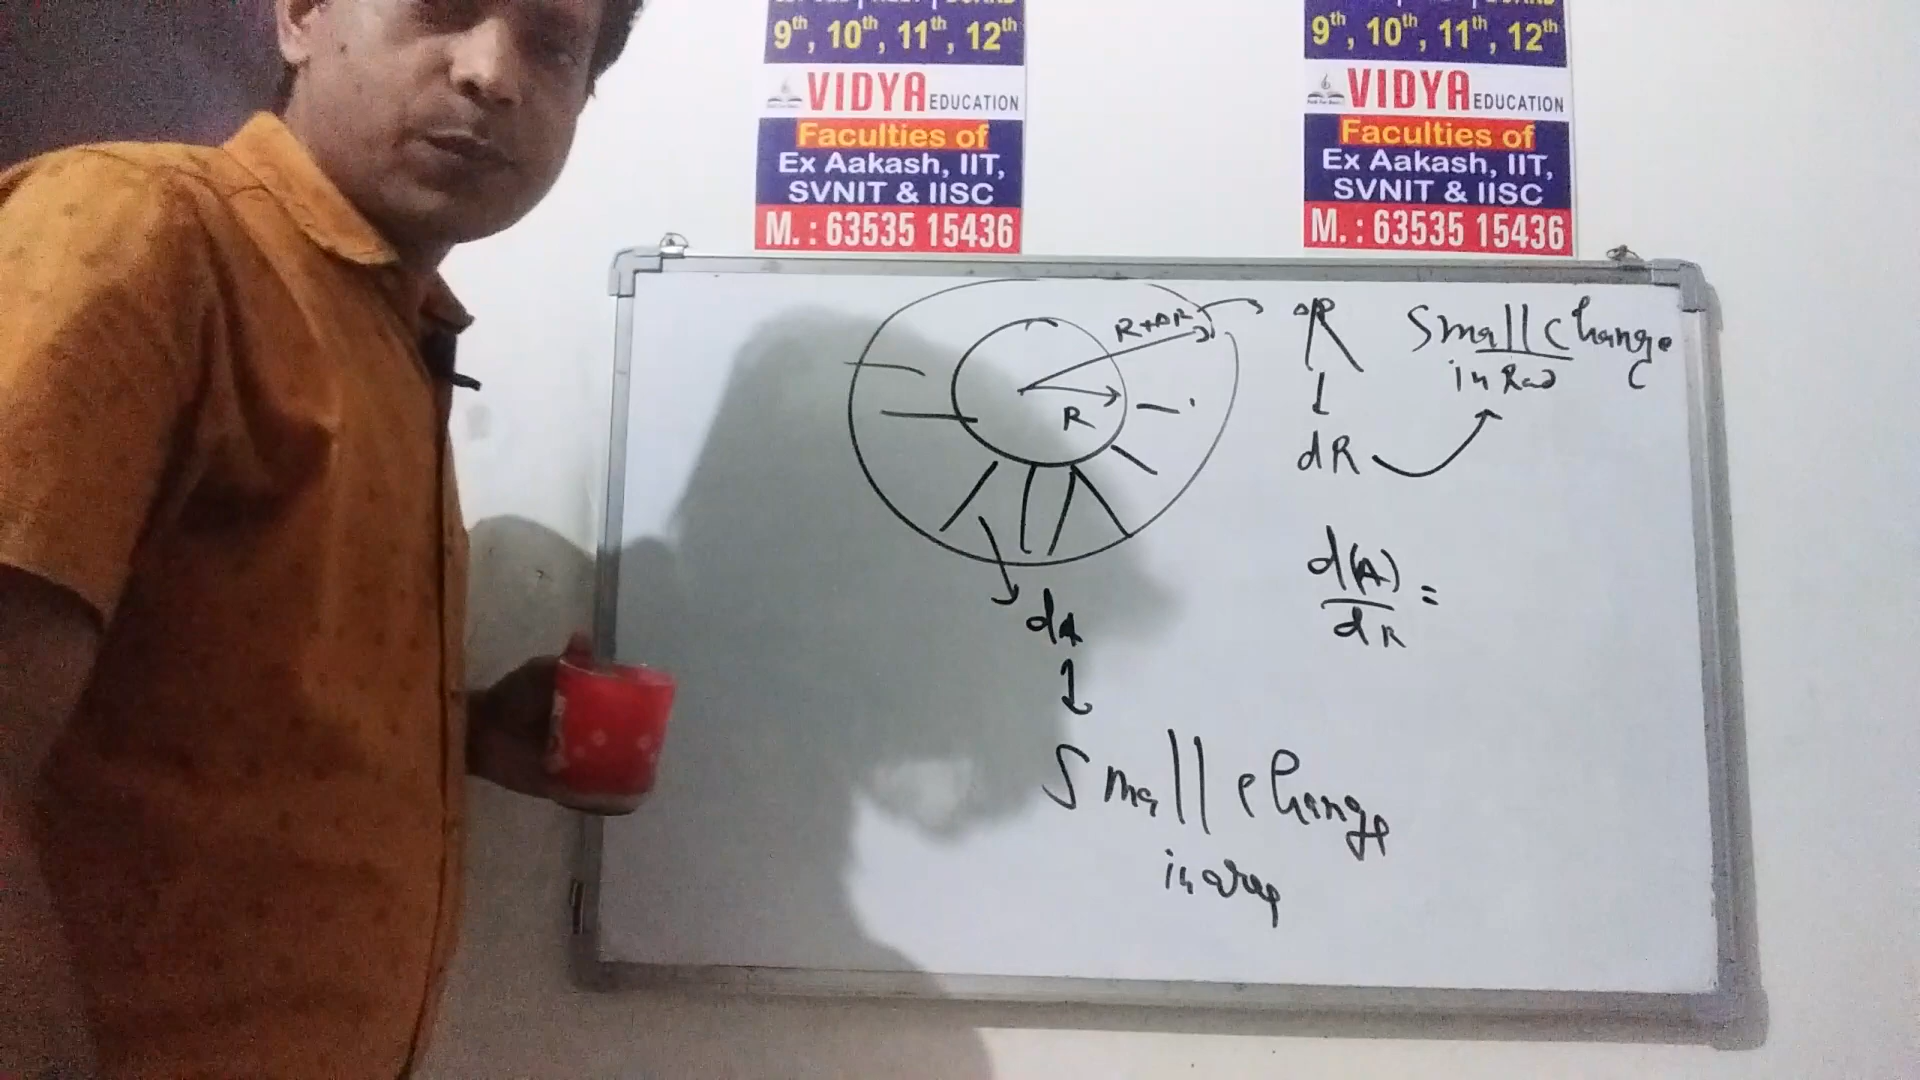 9th, 10th, 11th, 12th
VIDYA EDUCATION
Faculties of
Ex Aakash, IIT,
SVNIT & IISC
M. : 63535 15436
9th, 10th, 11th, 12th
VIDYA EDUCATION
Faculties of
Ex Aakash, IIT,
SVNIT & IISC
M. : 63535 15436
R+ΔR
R
ΔR
Small Change
in Rad
dR
d(A)
dR
=
dA
Small change
in area